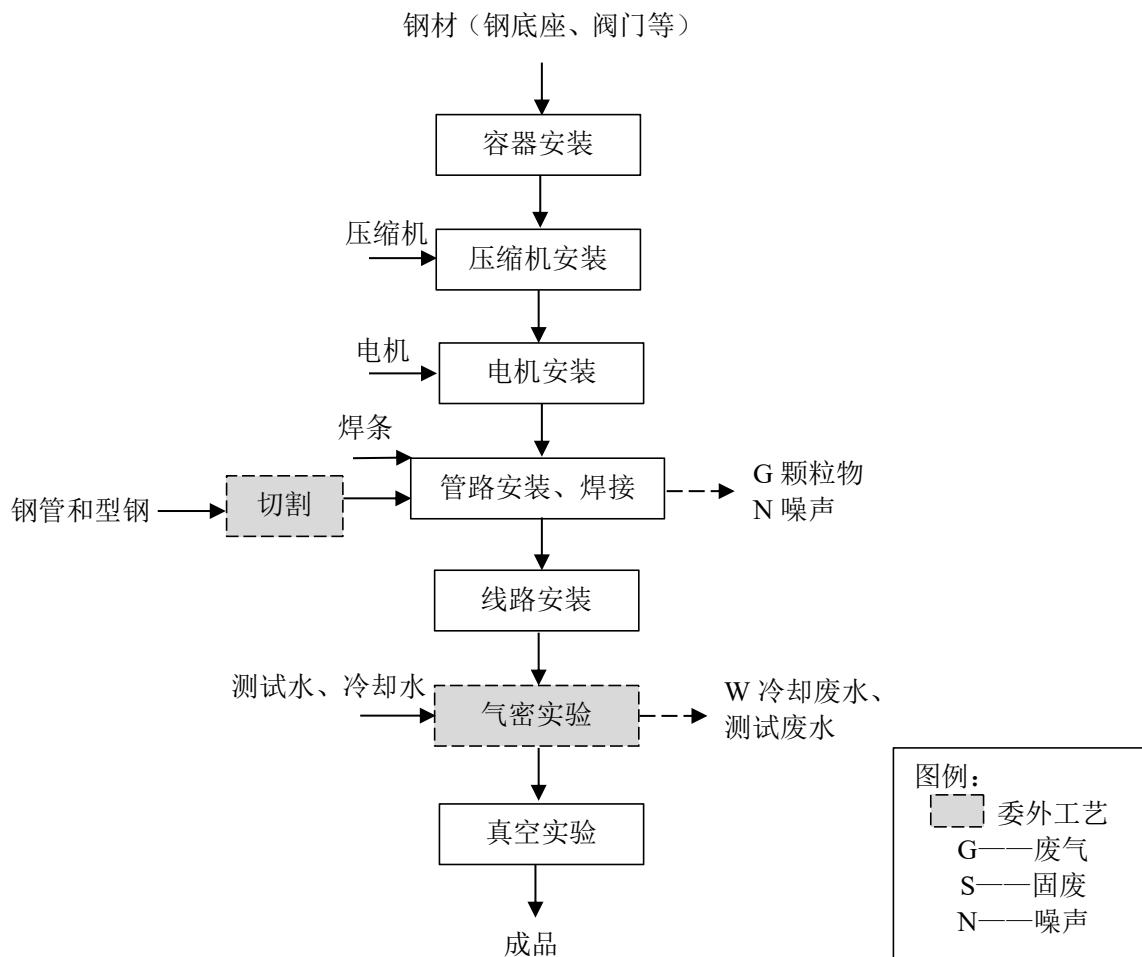 钢材（钢底座、阀门等）
容器安装
压缩机
压缩机安装
电机
电机安装
焊条
管路安装、焊接
G 颗粒物
N 噪声
切割
钢管和型钢
线路安装
测试水、冷却水
气密实验
W 冷却废水、
测试废水
真空实验
成品
图例：
委外工艺
G——废气
S——固废
N——噪声